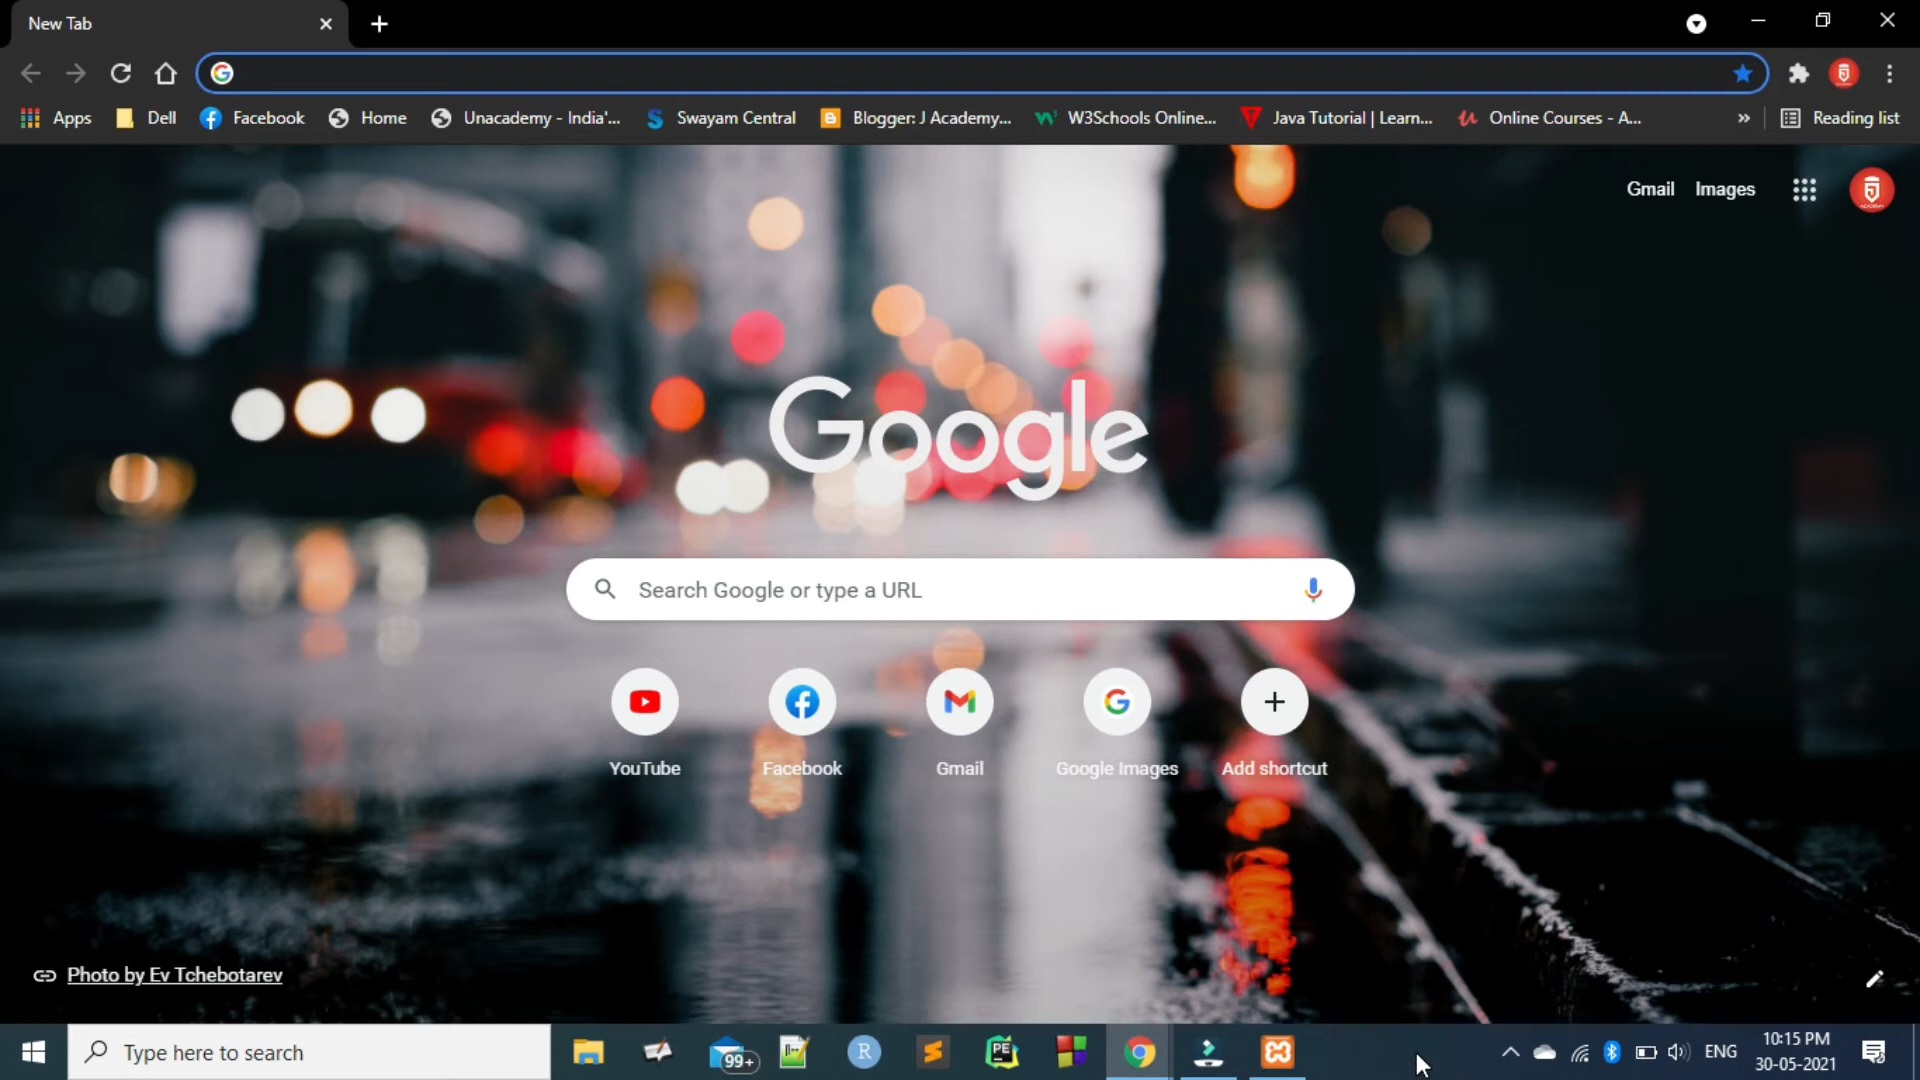 New Tab
Apps Dell Facebook Home Unacademy - India'... Swayam Central Blogger: J Academy... W3Schools Online... Java Tutorial | Learn... Online Courses - A... » Reading list
Gmail Images
Google
Search Google or type a URL
YouTube Facebook Gmail Google Images Add shortcut
Photo by Ev Tchebotarev
Type here to search
99+
R
PE
ENG
10:15 PM
30-05-2021